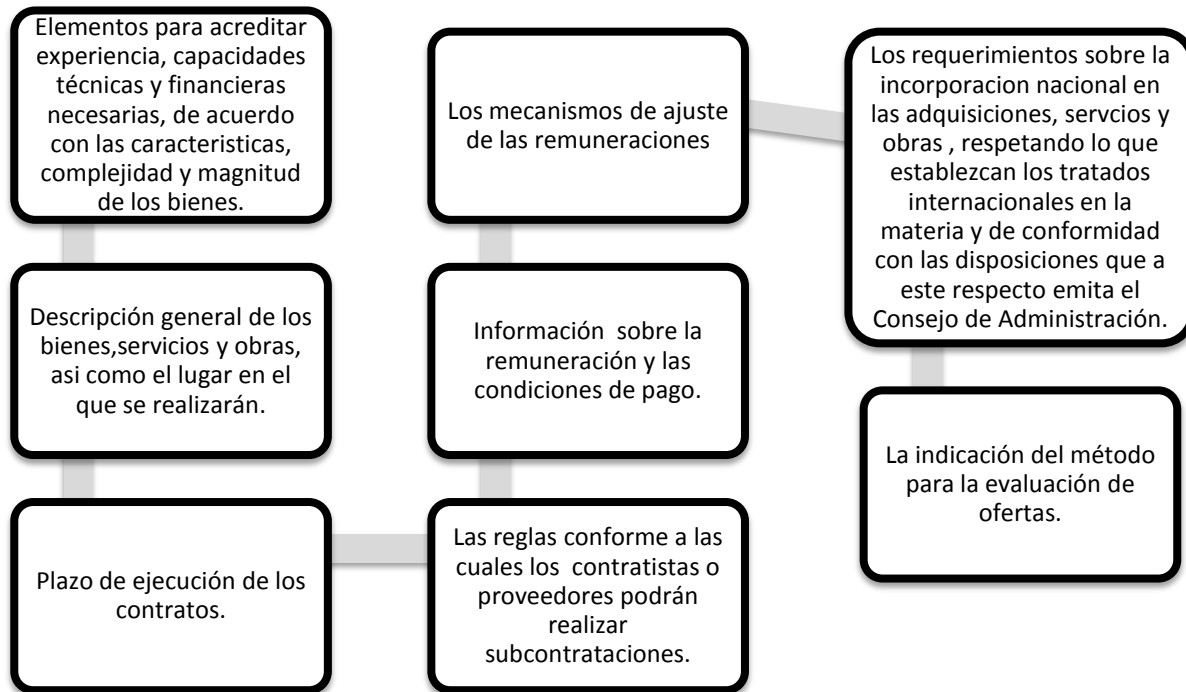 Elementos para acreditar
experiencia, capacidades
técnicas y financieras
necesarias, de acuerdo
con las caracteristicas,
complejidad y magnitud
de los bienes.
Descripción general de los
bienes,servicios y obras,
asi como el lugar en el
que se realizarán.
Plazo de ejecución de los
contratos.
Las reglas conforme a las
cuales los contratistas o
proveedores podrán
realizar
subcontrataciones.
Información sobre la
remuneración y las
condiciones de pago.
Los mecanismos de ajuste
de las remuneraciones
Los requerimientos sobre la
incorporacion nacional en
las adquisiciones, servcios y
obras , respetando lo que
establezcan los tratados
internacionales en la
materia y de conformidad
con las disposiciones que a
este respecto emita el
Consejo de Administración.
La indicación del método
para la evaluación de
ofertas.